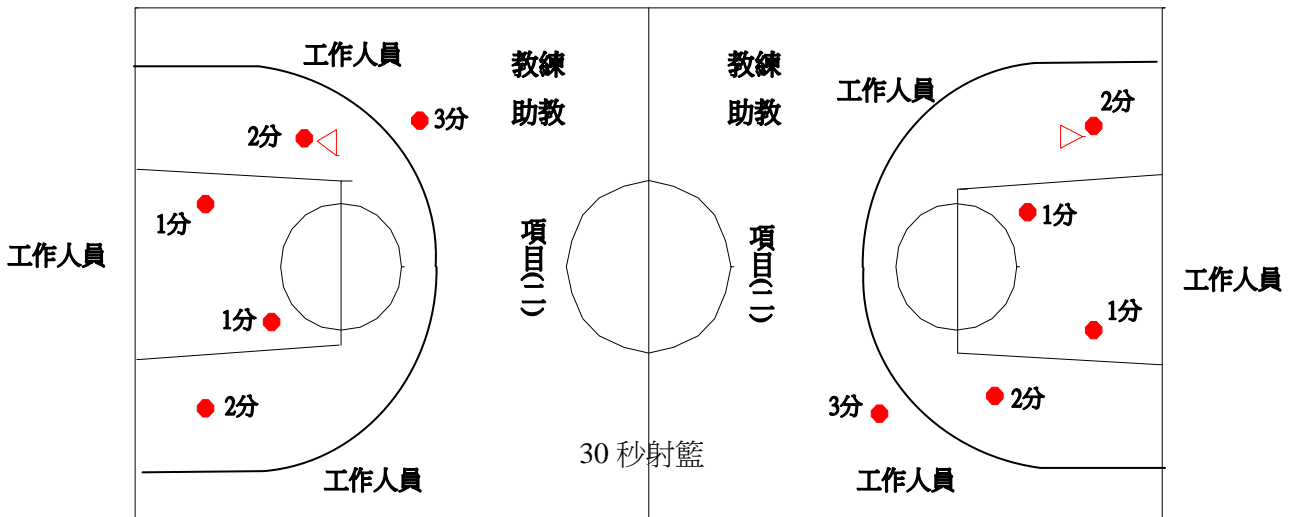 工作人員
教練
助教
3分
2分
1分
工作人員
項目(二)
1分
2分
工作人員
教練
助教
工作人員
2分
1分
項目(二)
工作人員
1分
2分
3分
工作人員
30 秒射籃